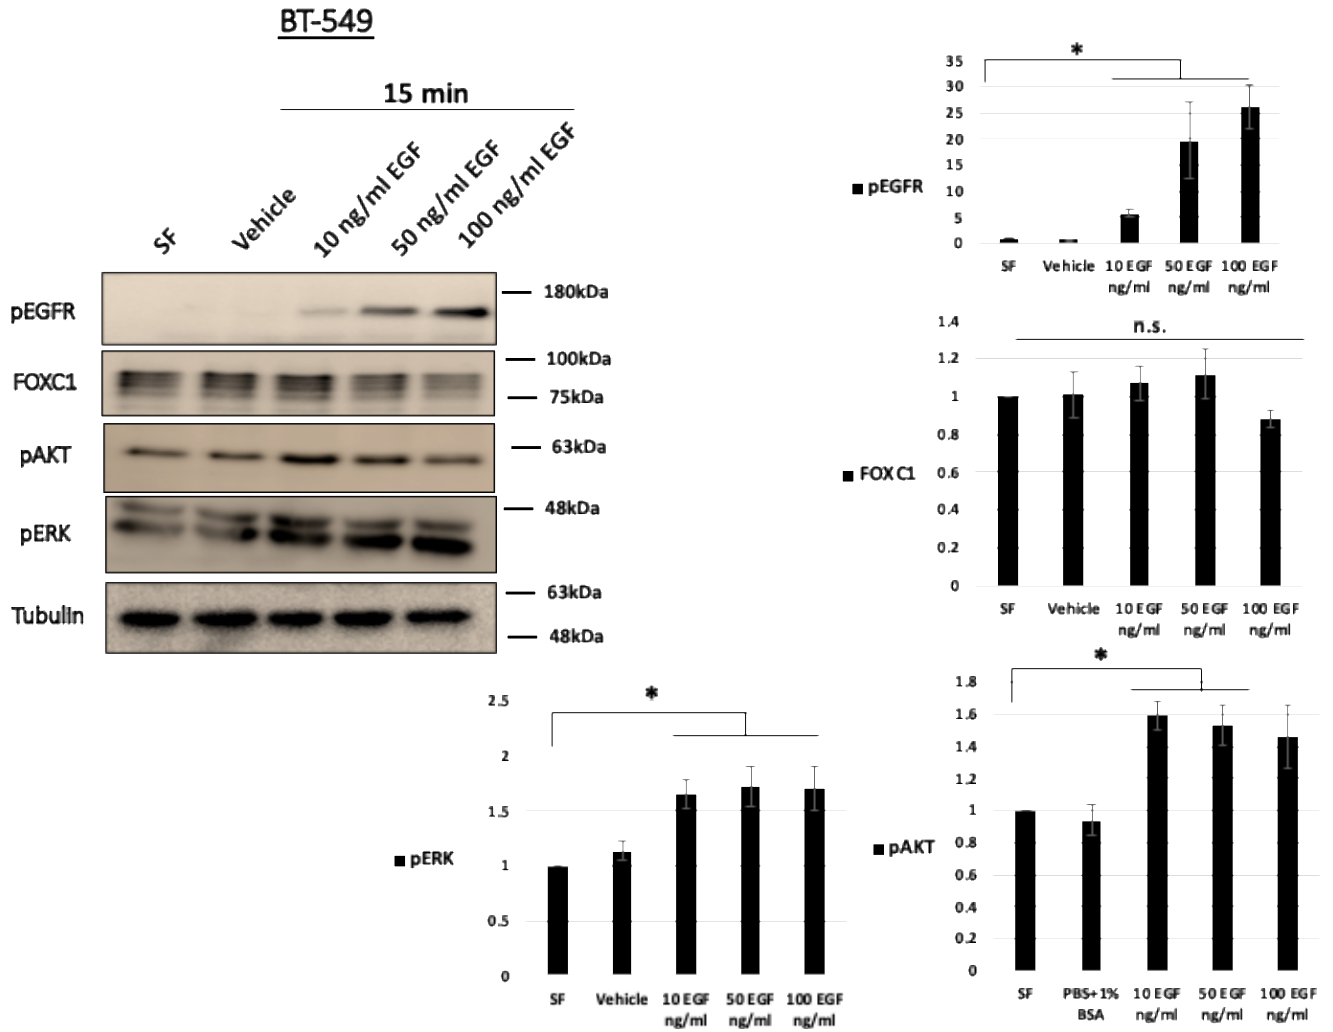 BT-549
15 min
SF
Vehicle
10 ng/ml EGF
50 ng/ml EGF
100 ng/ml EGF
pEGFR
180kDa
FOXC1
100kDa
75kDa
pAKT
63kDa
pERK
48kDa
Tubulin
63kDa
48kDa
*
35
30
25
20
15
10
5
0
pEGFR
SF
Vehicle
10 EGF
ng/ml
50 EGF
ng/ml
100 EGF
ng/ml
n.s.
1.4
1.2
1
0.8
0.6
0.4
0.2
0
FOXC1
SF
Vehicle
10 EGF
ng/ml
50 EGF
ng/ml
100 EGF
ng/ml
*
2.5
2
1.5
1
0.5
0
pERK
SF
Vehicle
10 EGF
ng/ml
50 EGF
ng/ml
100 EGF
ng/ml
*
1.8
1.6
1.4
1.2
1
0.8
0.6
0.4
0.2
0
pAKT
SF
PBS+1%
BSA
10 EGF
ng/ml
50 EGF
ng/ml
100 EGF
ng/ml